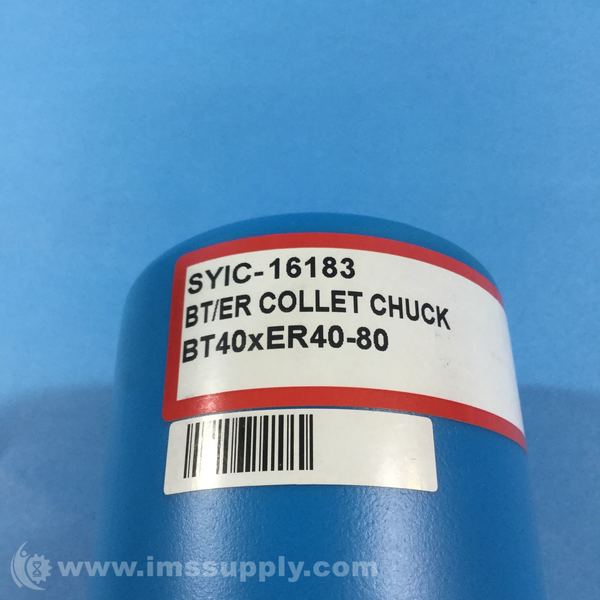 SYIC-16183
BT/ER COLLET CHUCK
BT40xER40-80
www.imssupply.com